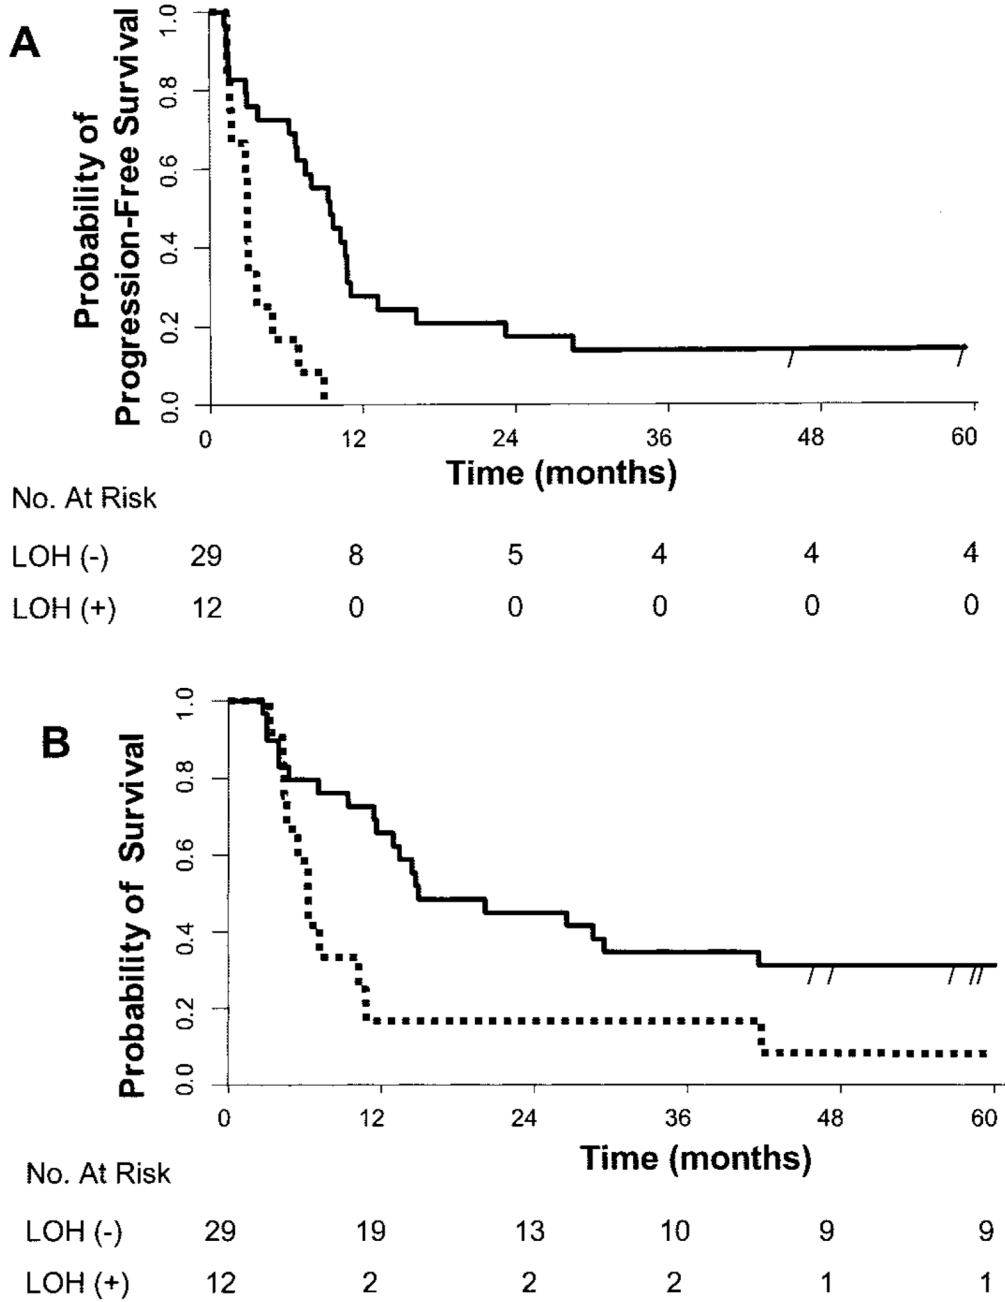 A
Probability of
Progression-Free Survival
1.0
0.8
0.6
0.4
0.2
0.0
0 12 24 36 48 60
Time (months)
No. At Risk
LOH (-) 29 8 5 4 4 4
LOH (+) 12 0 0 0 0 0
B
Probability of Survival
1.0
0.8
0.6
0.4
0.2
0.0
0 12 24 36 48 60
Time (months)
No. At Risk
LOH (-) 29 19 13 10 9 9
LOH (+) 12 2 2 2 1 1